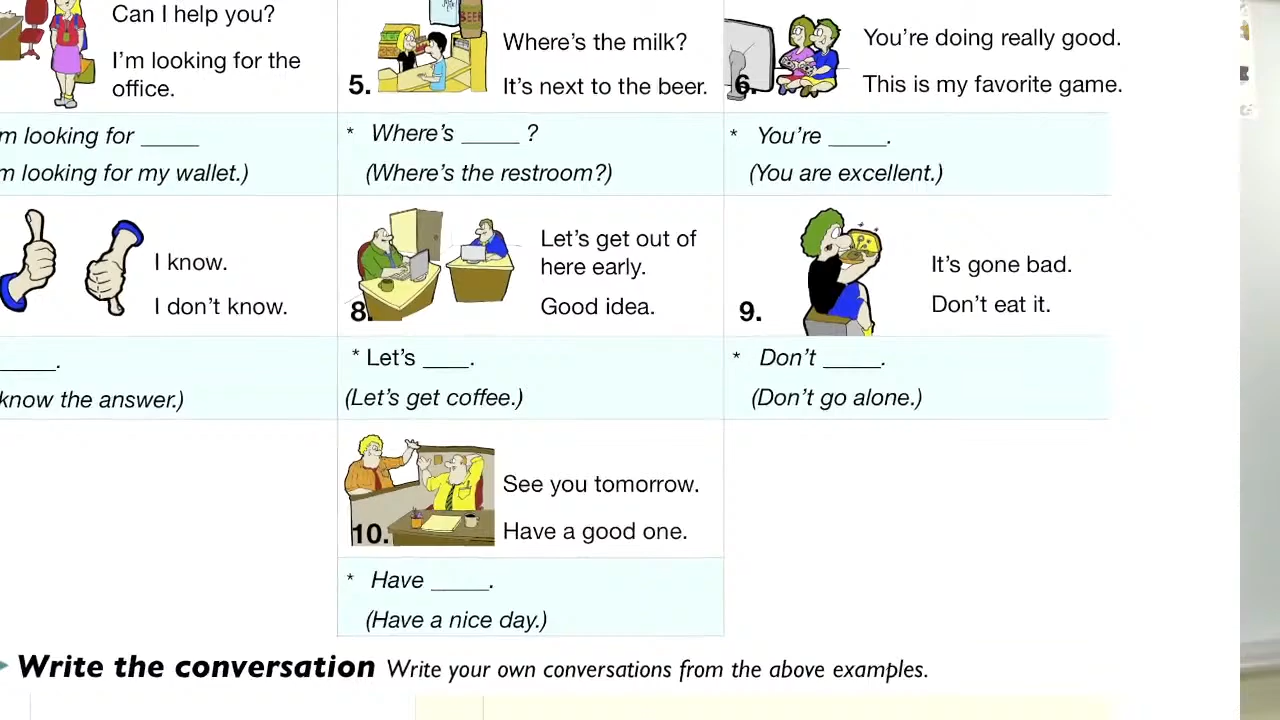 Can I help you?
I'm looking for the
office.
5.
BEER
Where's the milk?
It's next to the beer.
6.
You're doing really good.
This is my favorite game.
m looking for _____
m looking for my wallet.)
* Where's _____ ?
(Where's the restroom?)
* You're _____.
(You are excellent.)
I know.
I don't know.
8.
Let's get out of
here early.
Good idea.
9.
It's gone bad.
Don't eat it.
_____.
know the answer.)
* Let's ____.
(Let's get coffee.)
* Don't _____.
(Don't go alone.)
10.
See you tomorrow.
Have a good one.
* Have _____.
(Have a nice day.)
Write the conversation Write your own conversations from the above examples.